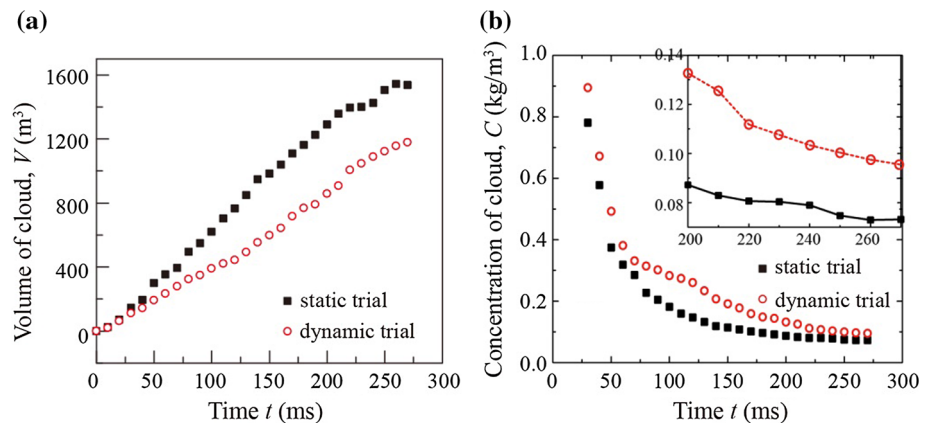 (a)
Volume of cloud, V (m³)
1600
1200
800
400
0
0 50 100 150 200 250 300
Time t (ms)
static trial
dynamic trial
(b)
Concentration of cloud, C (kg/m³)
1.0
0.8
0.6
0.4
0.2
0.0
0 50 100 150 200 250 300
Time t (ms)
0.14
0.12
0.10
0.08
200 220 240 260
static trial
dynamic trial